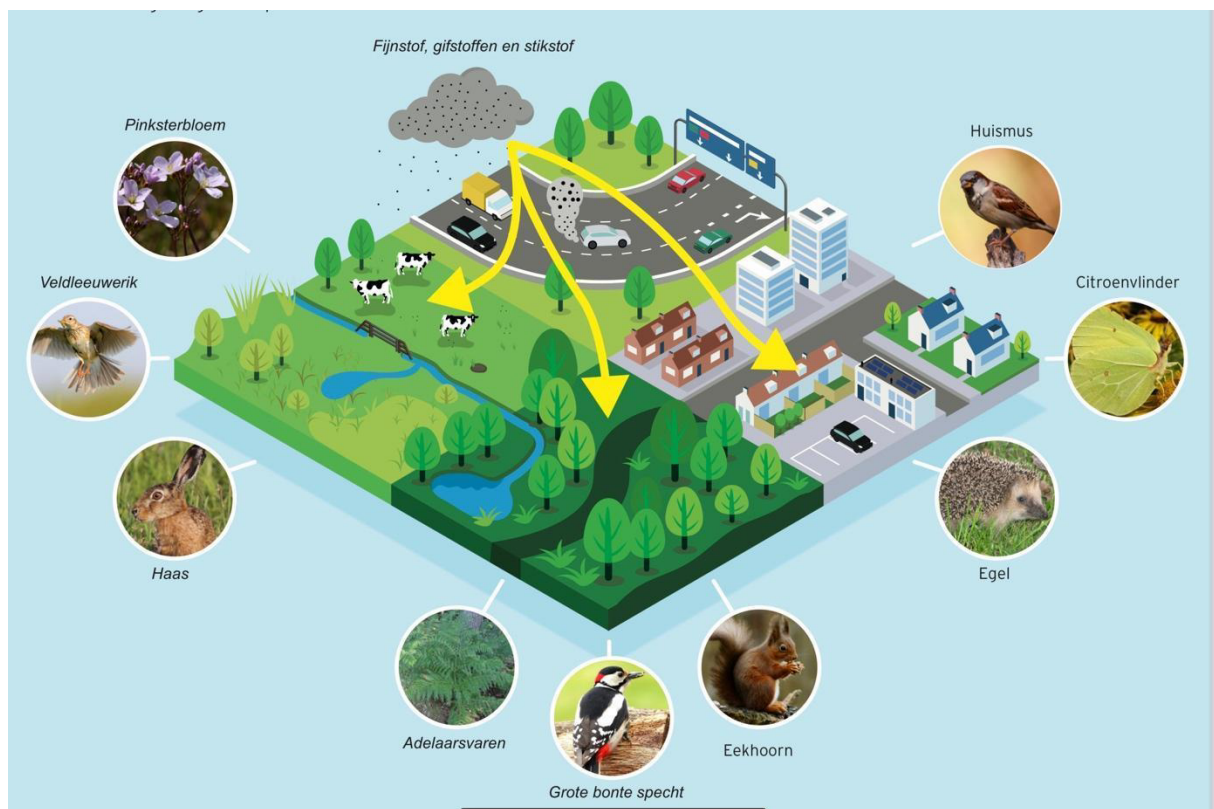 Fijnstof, gifstoffen en stikstof
Pinksterbloem
Huismus
Veldleeuwerik
Citroenvlinder
Haas
Egel
Adelaarsvaren
Eekhoorn
Grote bonte specht